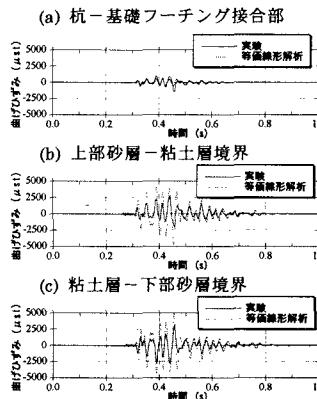 (a) 杭－基礎フーチング接合部
実験
等価線形解析
曲げひずみ (μst)
5000
2500
0
-2500
-5000
0.0
0.2
0.4
0.6
0.8
1
時間 (s)
(b) 上部砂層－粘土層境界
実験
等価線形解析
曲げひずみ (μst)
5000
2500
0
-2500
5000
0.0
0.2
0.4
0.6
0.8
1
時間 (s)
(c) 粘土層－下部砂層境界
実験
等価線形解析
曲げひずみ (μst)
5000
2500
0
-2500
-5000
0.0
0.2
0.4
0.6
0.8
1
時間 (s)